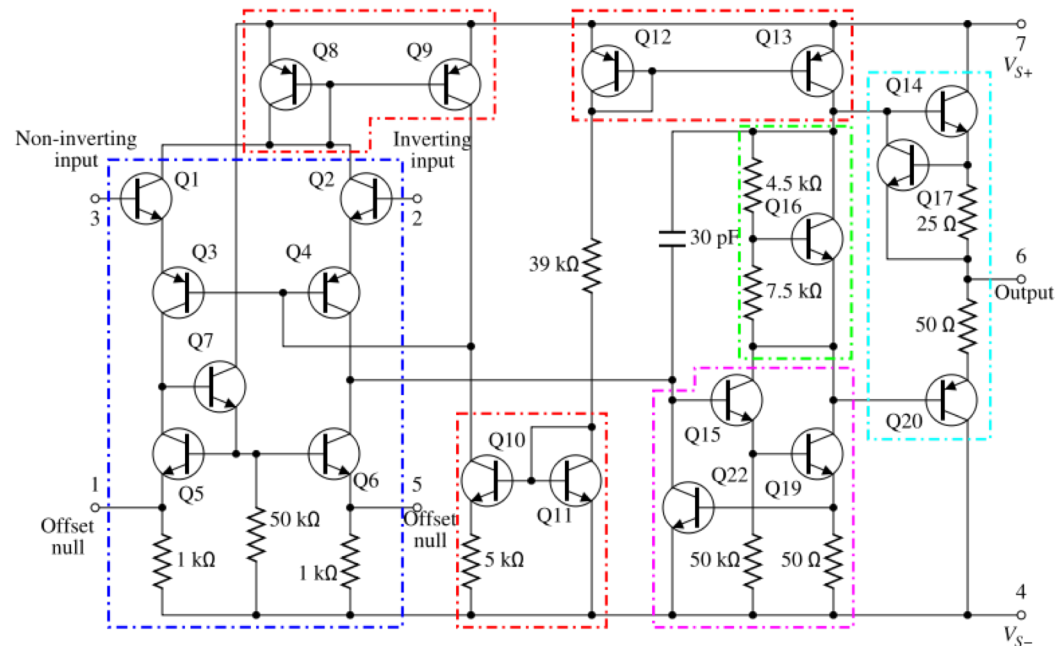 Q8
Q9
Q12
Q13
7
V_S+
Q14
Non-inverting
input
Inverting
input
Q1
Q2
3
2
4.5 kΩ
Q16
Q17
25 Ω
30 pF
Q3
Q4
39 kΩ
6
Output
7.5 kΩ
50 Ω
Q7
Q15
Q20
Q10
Q22
Q19
Q5
Q6
1
5
Q11
Offset
null
Offset
null
50 kΩ
1 kΩ
1 kΩ
5 kΩ
50 kΩ
50 Ω
4
V_S−